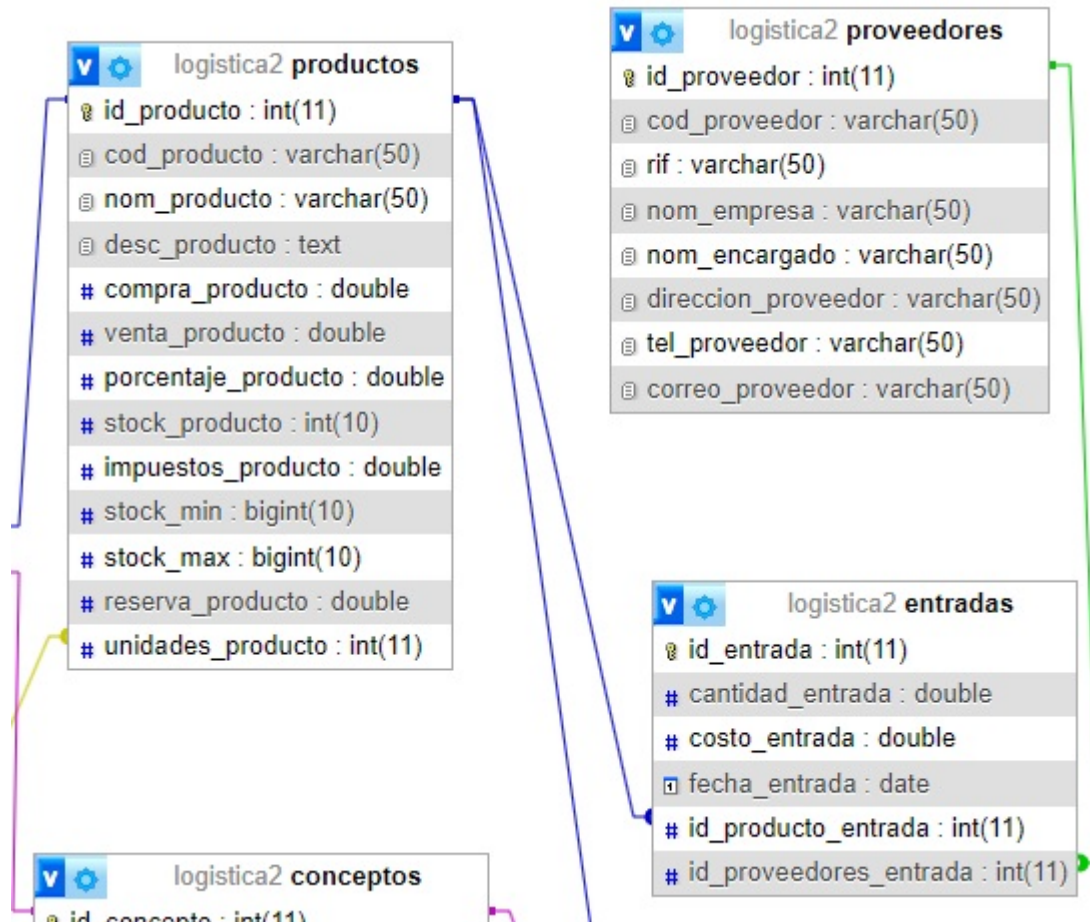 logistica2 productos
id_producto : int(11)
cod_producto : varchar(50)
nom_producto : varchar(50)
desc_producto : text
# compra_producto : double
# venta_producto : double
# porcentaje_producto : double
# stock_producto : int(10)
# impuestos_producto : double
# stock_min : bigint(10)
# stock_max : bigint(10)
# reserva_producto : double
# unidades_producto : int(11)
logistica2 proveedores
id_proveedor : int(11)
cod_proveedor : varchar(50)
rif : varchar(50)
nom_empresa : varchar(50)
nom_encargado : varchar(50)
direccion_proveedor : varchar(50)
tel_proveedor : varchar(50)
correo_proveedor : varchar(50)
logistica2 entradas
id_entrada : int(11)
# cantidad_entrada : double
# costo_entrada : double
fecha_entrada : date
# id_producto_entrada : int(11)
# id_proveedores_entrada : int(11)
logistica2 conceptos
id_concepto : int(11)